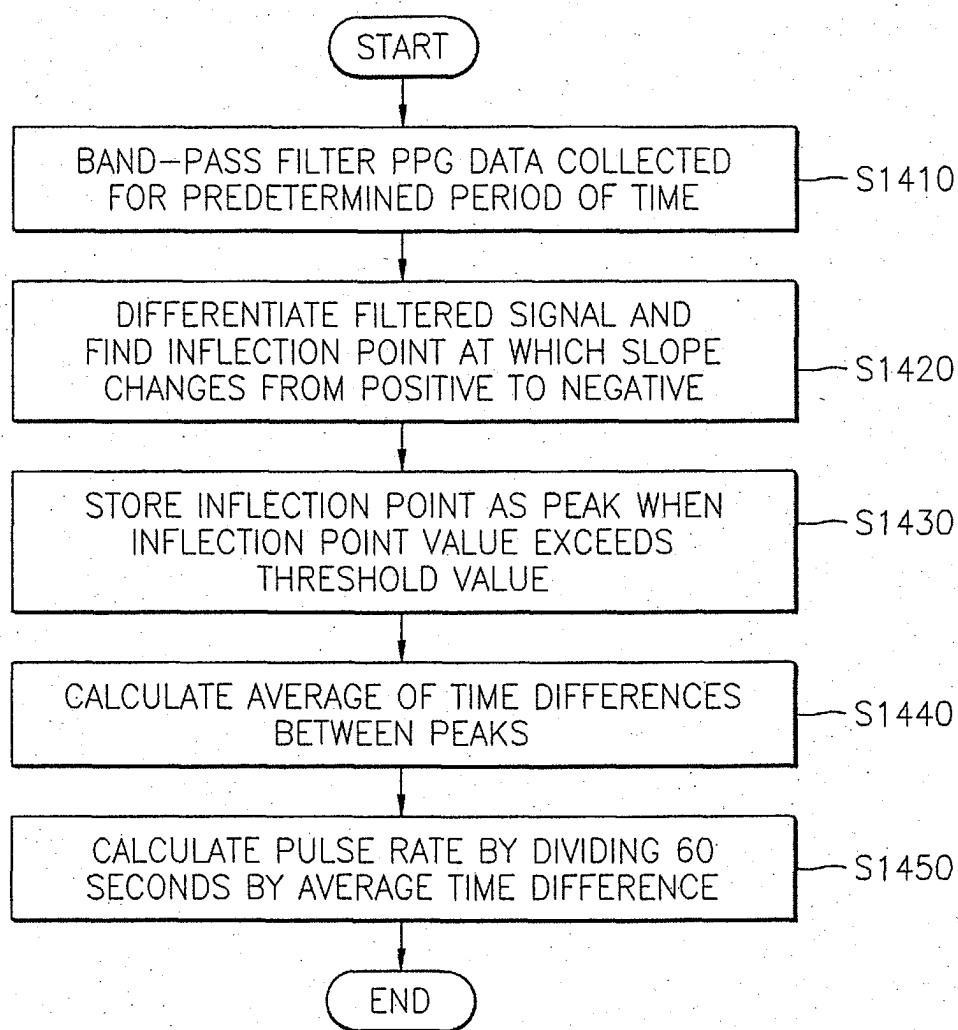 START
BAND-PASS FILTER PPG DATA COLLECTED
FOR PREDETERMINED PERIOD OF TIME
S1410
DIFFERENTIATE FILTERED SIGNAL AND
FIND INFLECTION POINT AT WHICH SLOPE
CHANGES FROM POSITIVE TO NEGATIVE
S1420
STORE INFLECTION POINT AS PEAK WHEN
INFLECTION POINT VALUE EXCEEDS
THRESHOLD VALUE
S1430
CALCULATE AVERAGE OF TIME DIFFERENCES
BETWEEN PEAKS
S1440
CALCULATE PULSE RATE BY DIVIDING 60
SECONDS BY AVERAGE TIME DIFFERENCE
S1450
END